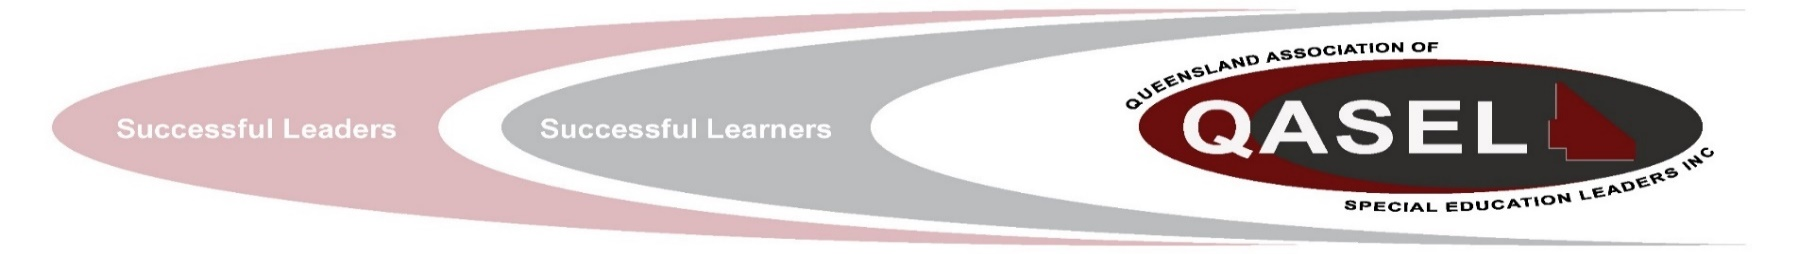 Successful Leaders
Successful Learners
QUEENSLAND ASSOCIATION OF
QASEL
SPECIAL EDUCATION LEADERS INC